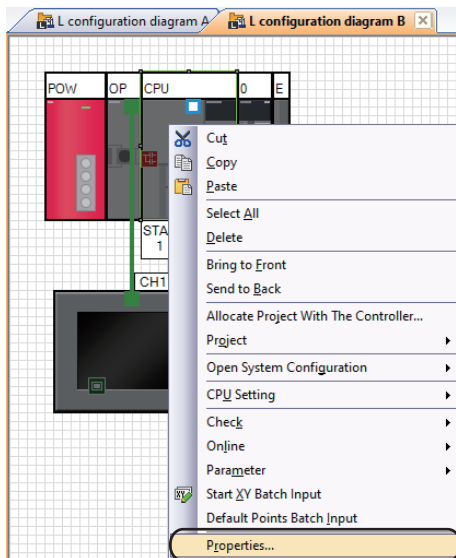 L configuration diagram A
L configuration diagram B
POW OP CPU 0 E
STA
1
CH1
Cut
Copy
Paste
Select All
Delete
Bring to Front
Send to Back
Allocate Project With The Controller...
Project
Open System Configuration
CPU Setting
Check
Online
Parameter
Start XY Batch Input
Default Points Batch Input
Properties...